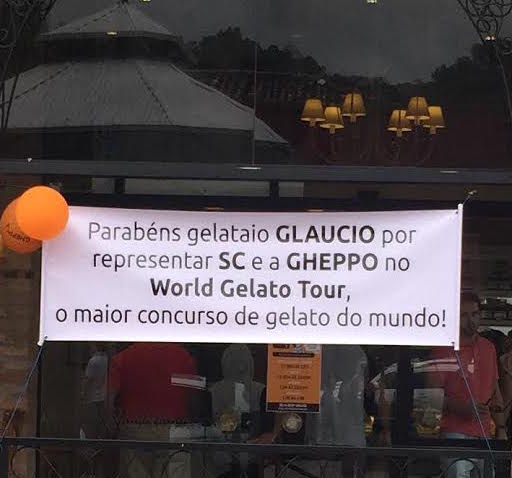 Parabéns gelataio GLAUCIO por
representar SC e a GHEPPO no
World Gelato Tour,
o maior concurso de gelato do mundo!